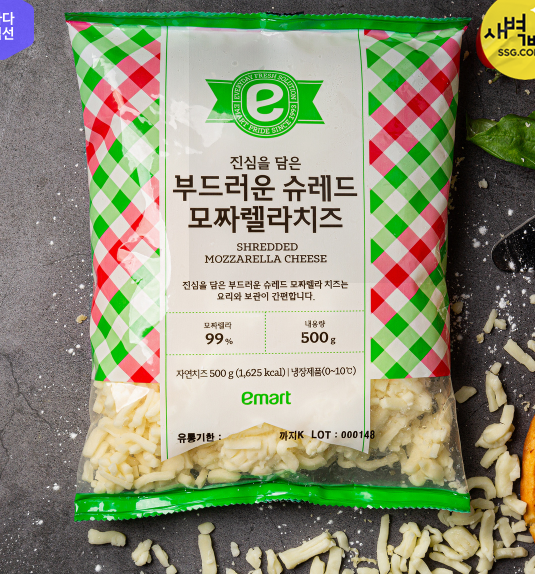 새벽
SSG.CO
EVERYDAY FRESH SOLUTION
e
EMART PRIDE SINCE 1993
진심을 담은
부드러운 슈레드
모짜렐라치즈
SHREDDED
MOZZARELLA CHEESE
진심을 담은 부드러운 슈레드 모짜렐라 치즈는
요리와 보관이 간편합니다.
모짜렐라 내용량
99% 500g
자연치즈 500 g (1,625 kcal) | 냉장제품(0~10℃)
emart
유통기한 : 까지K LOT : 000148